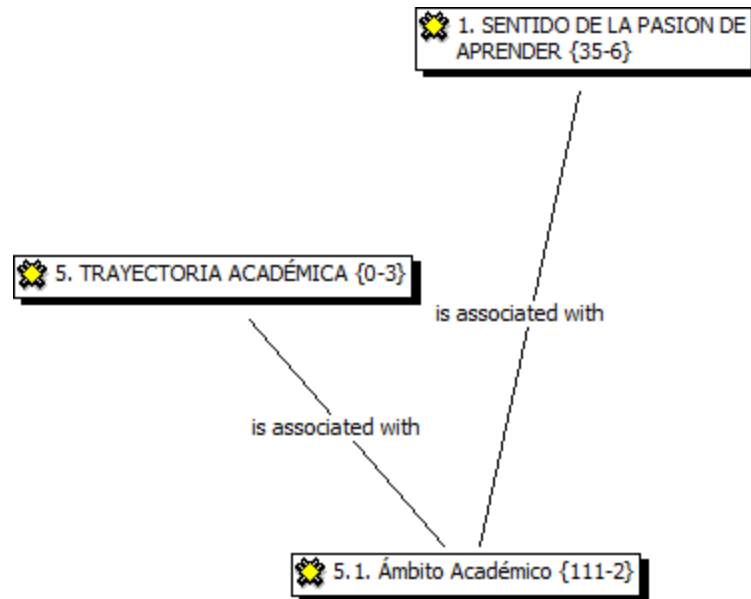 1. SENTIDO DE LA PASION DE
APRENDER {35-6}
5. TRAYECTORIA ACADÉMICA {0-3}
is associated with
is associated with
5.1. Ámbito Académico {111-2}